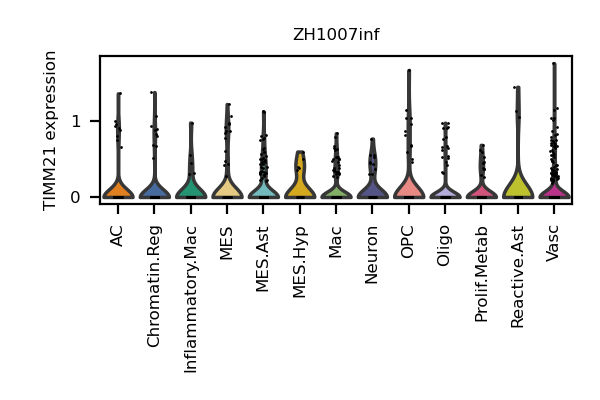 ZH1007inf
TIMM21 expression
1
0
AC
Chromatin.Reg
Inflammatory.Mac
MES
MES.Ast
MES.Hyp
Mac
Neuron
OPC
Oligo
Prolif.Metab
Reactive.Ast
Vasc